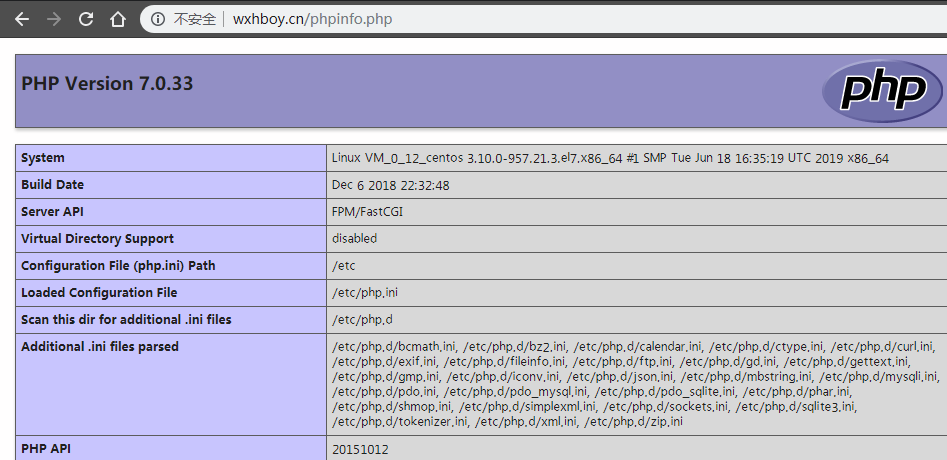 不安全 | wxhboy.cn/phpinfo.php
PHP Version 7.0.33
php
System Linux VM_0_12_centos 3.10.0-957.21.3.el7.x86_64 #1 SMP Tue Jun 18 16:35:19 UTC 2019 x86_64
Build Date Dec 6 2018 22:32:48
Server API FPM/FastCGI
Virtual Directory Support disabled
Configuration File (php.ini) Path /etc
Loaded Configuration File /etc/php.ini
Scan this dir for additional .ini files /etc/php.d
Additional .ini files parsed /etc/php.d/bcmath.ini, /etc/php.d/bz2.ini, /etc/php.d/calendar.ini, /etc/php.d/ctype.ini, /etc/php.d/curl.ini,
/etc/php.d/exif.ini, /etc/php.d/fileinfo.ini, /etc/php.d/ftp.ini, /etc/php.d/gd.ini, /etc/php.d/gettext.ini,
/etc/php.d/gmp.ini, /etc/php.d/iconv.ini, /etc/php.d/json.ini, /etc/php.d/mbstring.ini, /etc/php.d/mysqli.ini,
/etc/php.d/pdo.ini, /etc/php.d/pdo_mysql.ini, /etc/php.d/pdo_sqlite.ini, /etc/php.d/phar.ini,
/etc/php.d/shmop.ini, /etc/php.d/simplexml.ini, /etc/php.d/sockets.ini, /etc/php.d/sqlite3.ini,
/etc/php.d/tokenizer.ini, /etc/php.d/xml.ini, /etc/php.d/zip.ini
PHP API 20151012